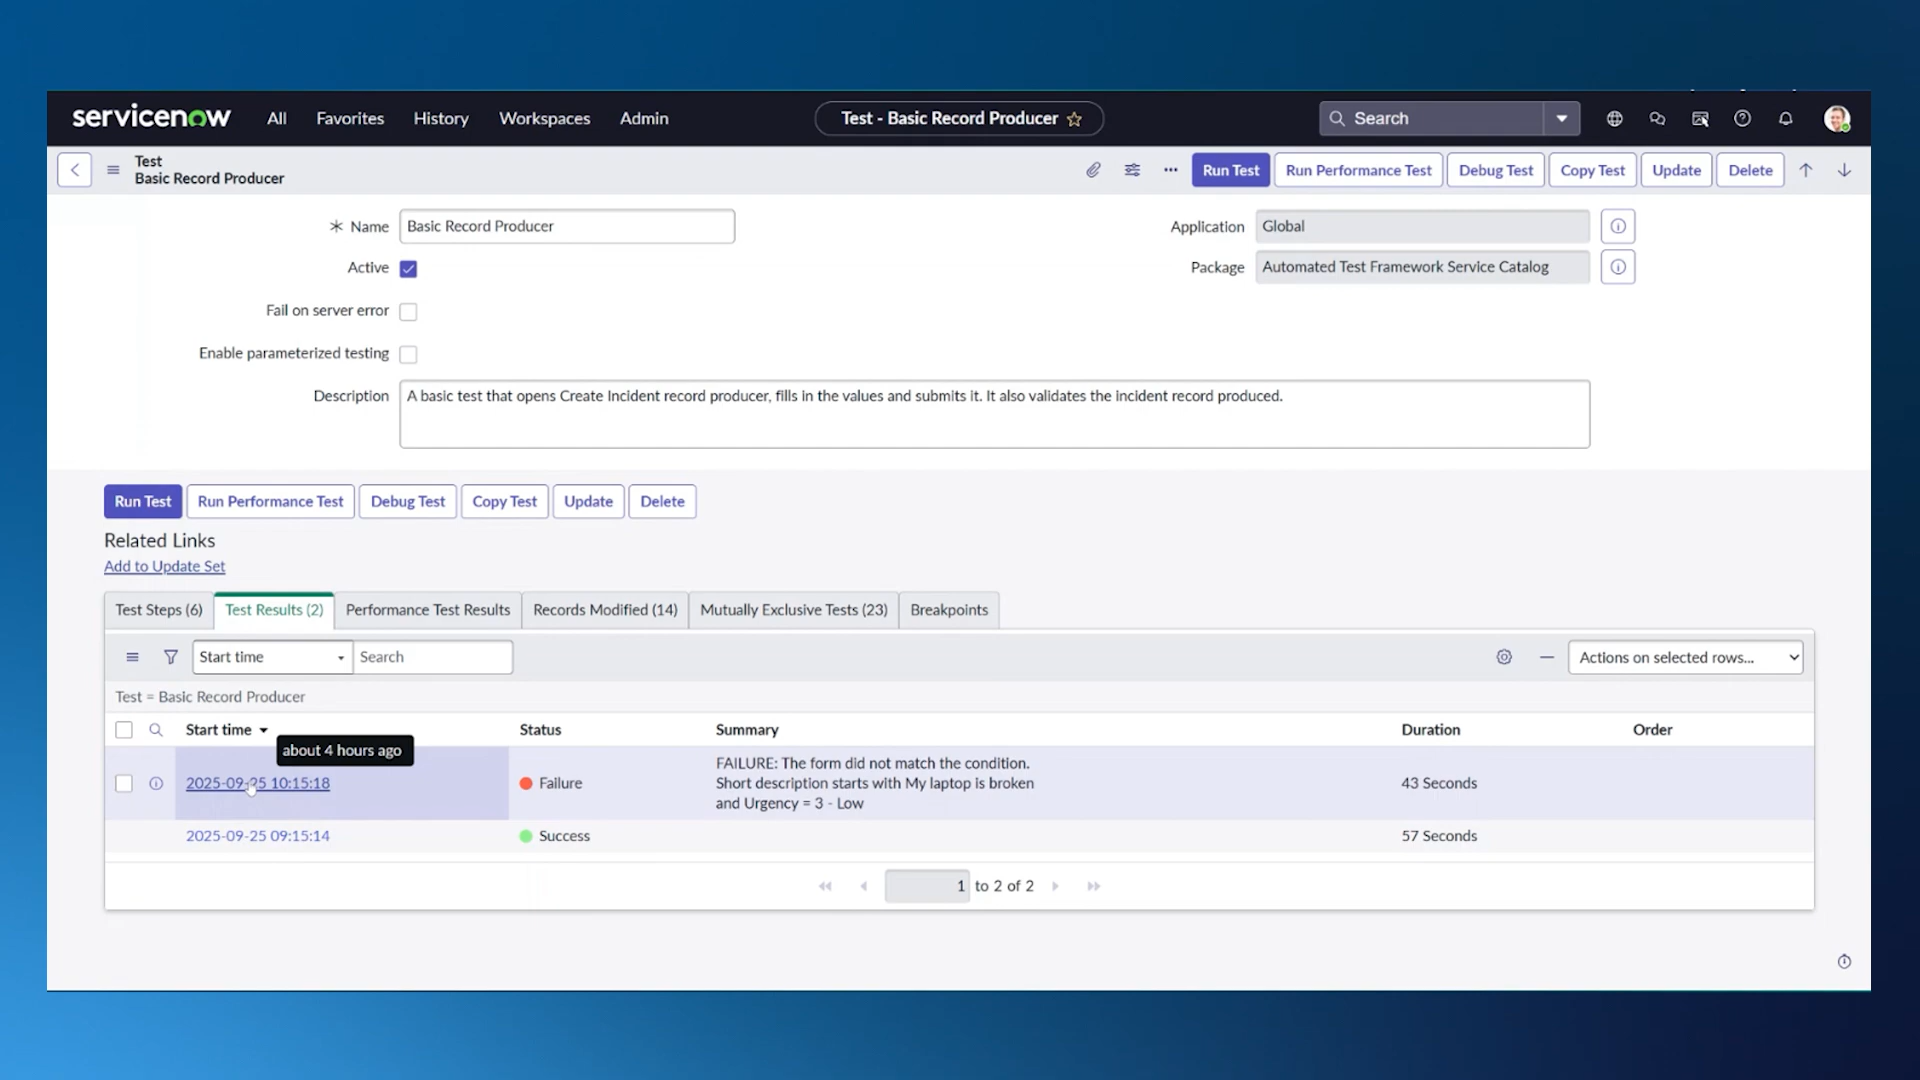 servicenow All Favorites History Workspaces Admin Test - Basic Record Producer Search
Test
Basic Record Producer
Run Test Run Performance Test Debug Test Copy Test Update Delete
Name Basic Record Producer Application Global
Active Package Automated Test Framework Service Catalog
Fail on server error
Enable parameterized testing
Description A basic test that opens Create Incident record producer, fills in the values and submits it. It also validates the incident record produced.
Run Test Run Performance Test Debug Test Copy Test Update Delete
Related Links
Add to Update Set
Test Steps (6) Test Results (2) Performance Test Results Records Modified (14) Mutually Exclusive Tests (23) Breakpoints
Start time Search Actions on selected rows...
Test = Basic Record Producer
Start time Status Summary Duration Order
about 4 hours ago
2025-09-25 10:15:18 Failure FAILURE: The form did not match the condition.
Short description starts with My laptop is broken
and Urgency = 3 - Low
43 Seconds
2025-09-25 09:15:14 Success 57 Seconds
1 to 2 of 2